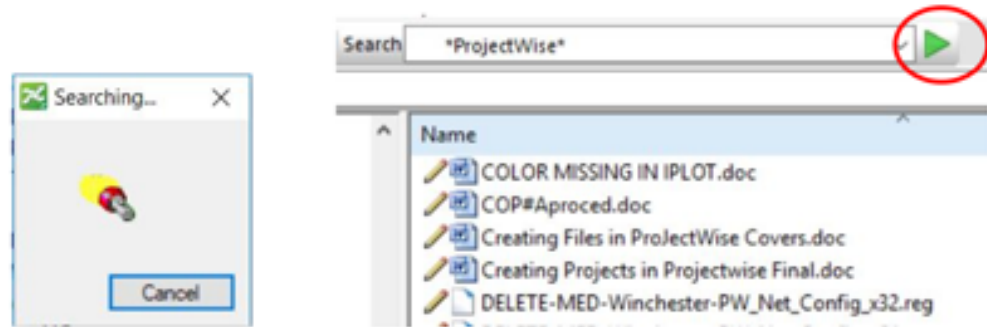 Searching...
Cancel
Search *ProjectWise*
Name
COLOR MISSING IN IPLOT.doc
COP#Aproced.doc
Creating Files in ProJectWise Covers.doc
Creating Projects in Projectwise Final.doc
DELETE-MED-Winchester-PW_Net_Config_x32.reg